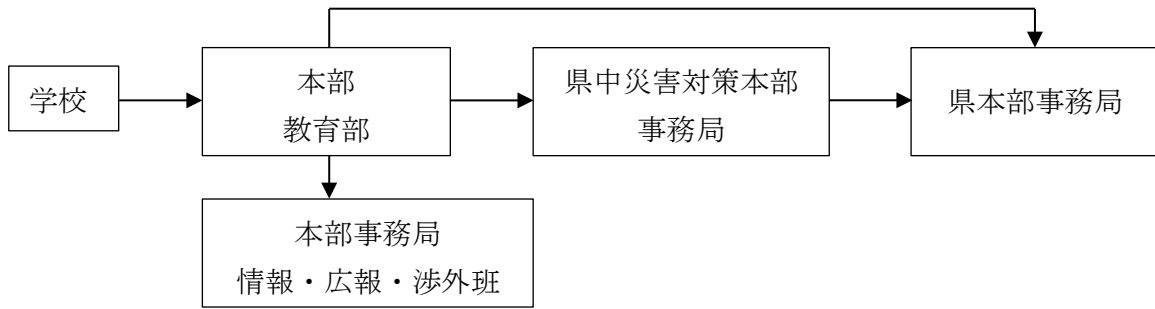 学校
本部
教育部
県中災害対策本部
事務局
県本部事務局
本部事務局
情報・広報・渉外班